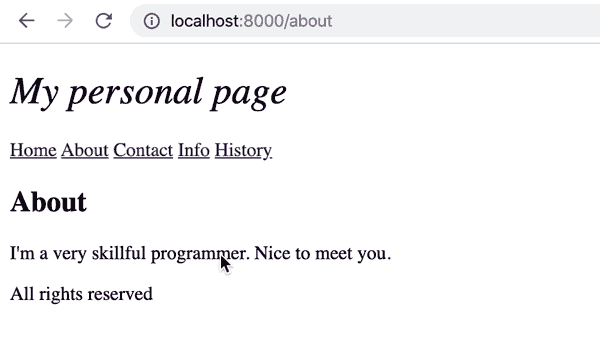 localhost:8000/about
My personal page
Home About Contact Info History
About
I'm a very skillful programmer. Nice to meet you.
All rights reserved